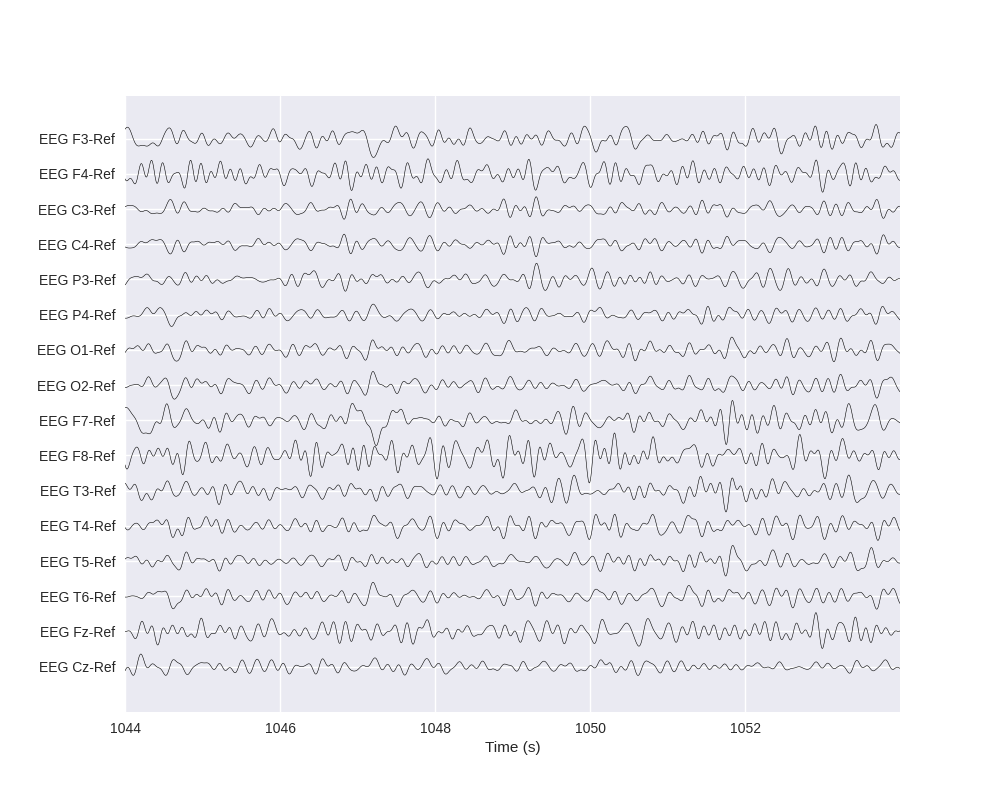 EEG F3-Ref
EEG F4-Ref
EEG C3-Ref
EEG C4-Ref
EEG P3-Ref
EEG P4-Ref
EEG O1-Ref
EEG O2-Ref
EEG F7-Ref
EEG F8-Ref
EEG T3-Ref
EEG T4-Ref
EEG T5-Ref
EEG T6-Ref
EEG Fz-Ref
EEG Cz-Ref
1044 1046 1048 1050 1052
Time (s)